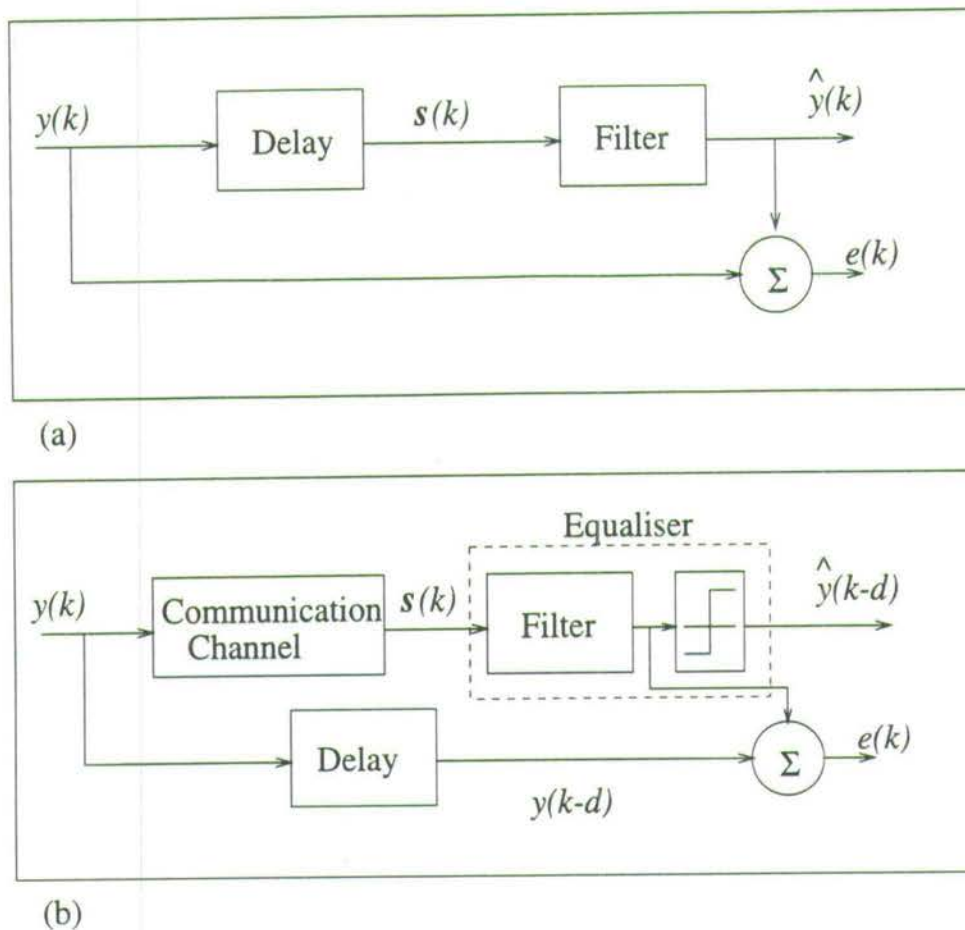 y(k)
Delay
s(k)
Filter
ŷ(k)
Σ
e(k)
(a)
Equaliser
y(k)
Communication
Channel
s(k)
Filter
ŷ(k-d)
Delay
y(k-d)
Σ
e(k)
(b)